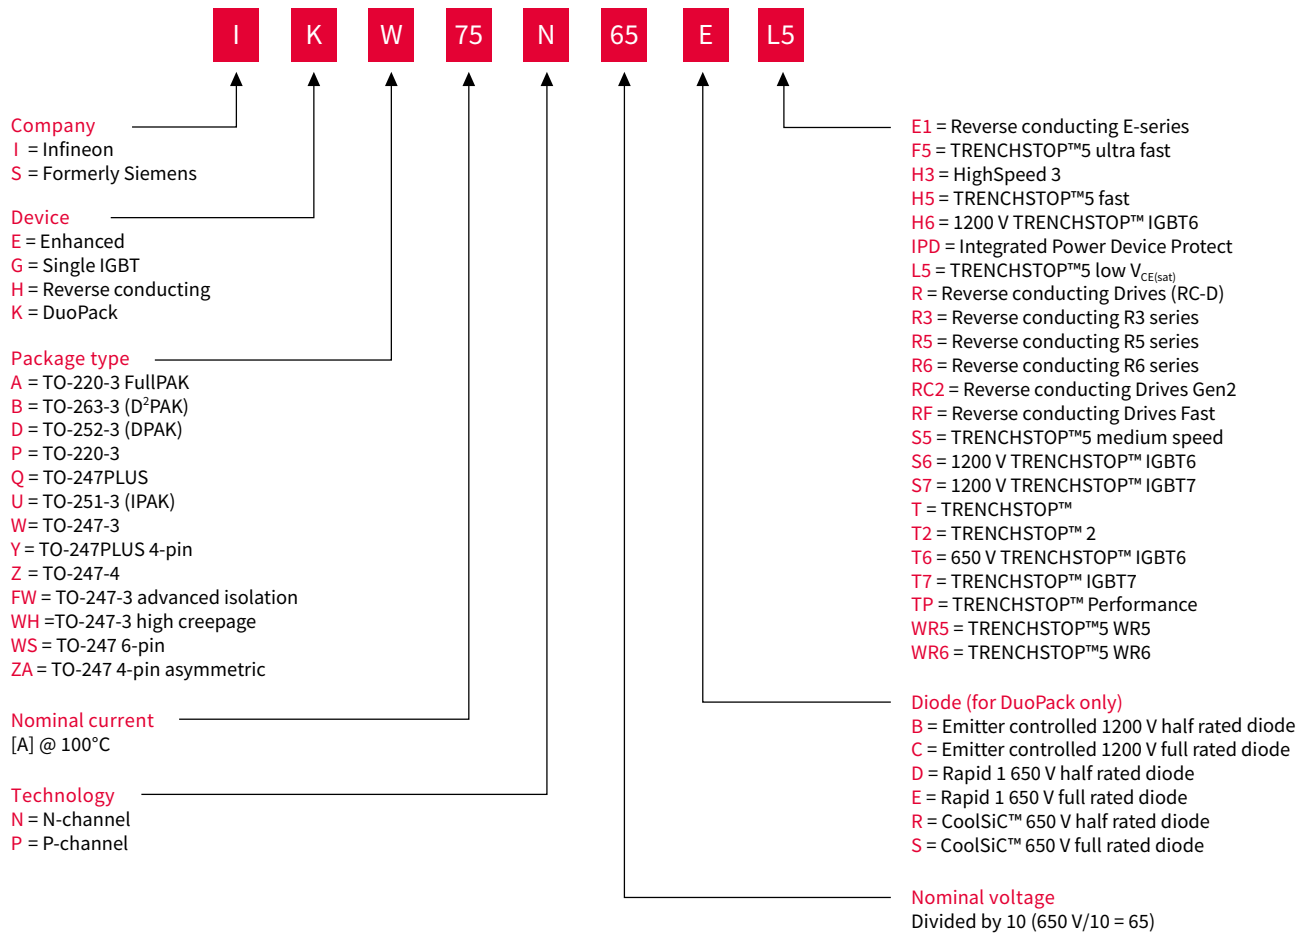 I K W 75 N 65 E L5
Company
I = Infineon
S = Formerly Siemens
Device
E = Enhanced
G = Single IGBT
H = Reverse conducting
K = DuoPack
Package type
A = TO-220-3 FullPAK
B = TO-263-3 (D²PAK)
D = TO-252-3 (DPAK)
P = TO-220-3
Q = TO-247PLUS
U = TO-251-3 (IPAK)
W= TO-247-3
Y = TO-247PLUS 4-pin
Z = TO-247-4
FW = TO-247-3 advanced isolation
WH =TO-247-3 high creepage
WS = TO-247 6-pin
ZA = TO-247 4-pin asymmetric
Nominal current
[A] @ 100°C
Technology
N = N-channel
P = P-channel
E1 = Reverse conducting E-series
F5 = TRENCHSTOP™5 ultra fast
H3 = HighSpeed 3
H5 = TRENCHSTOP™5 fast
H6 = 1200 V TRENCHSTOP™ IGBT6
IPD = Integrated Power Device Protect
L5 = TRENCHSTOP™5 low VCE(sat)
R = Reverse conducting Drives (RC-D)
R3 = Reverse conducting R3 series
R5 = Reverse conducting R5 series
R6 = Reverse conducting R6 series
RC2 = Reverse conducting Drives Gen2
RF = Reverse conducting Drives Fast
S5 = TRENCHSTOP™5 medium speed
S6 = 1200 V TRENCHSTOP™ IGBT6
S7 = 1200 V TRENCHSTOP™ IGBT7
T = TRENCHSTOP™
T2 = TRENCHSTOP™ 2
T6 = 650 V TRENCHSTOP™ IGBT6
T7 = TRENCHSTOP™ IGBT7
TP = TRENCHSTOP™ Performance
WR5 = TRENCHSTOP™5 WR5
WR6 = TRENCHSTOP™5 WR6
Diode (for DuoPack only)
B = Emitter controlled 1200 V half rated diode
C = Emitter controlled 1200 V full rated diode
D = Rapid 1 650 V half rated diode
E = Rapid 1 650 V full rated diode
R = CoolSiC™ 650 V half rated diode
S = CoolSiC™ 650 V full rated diode
Nominal voltage
Divided by 10 (650 V/10 = 65)